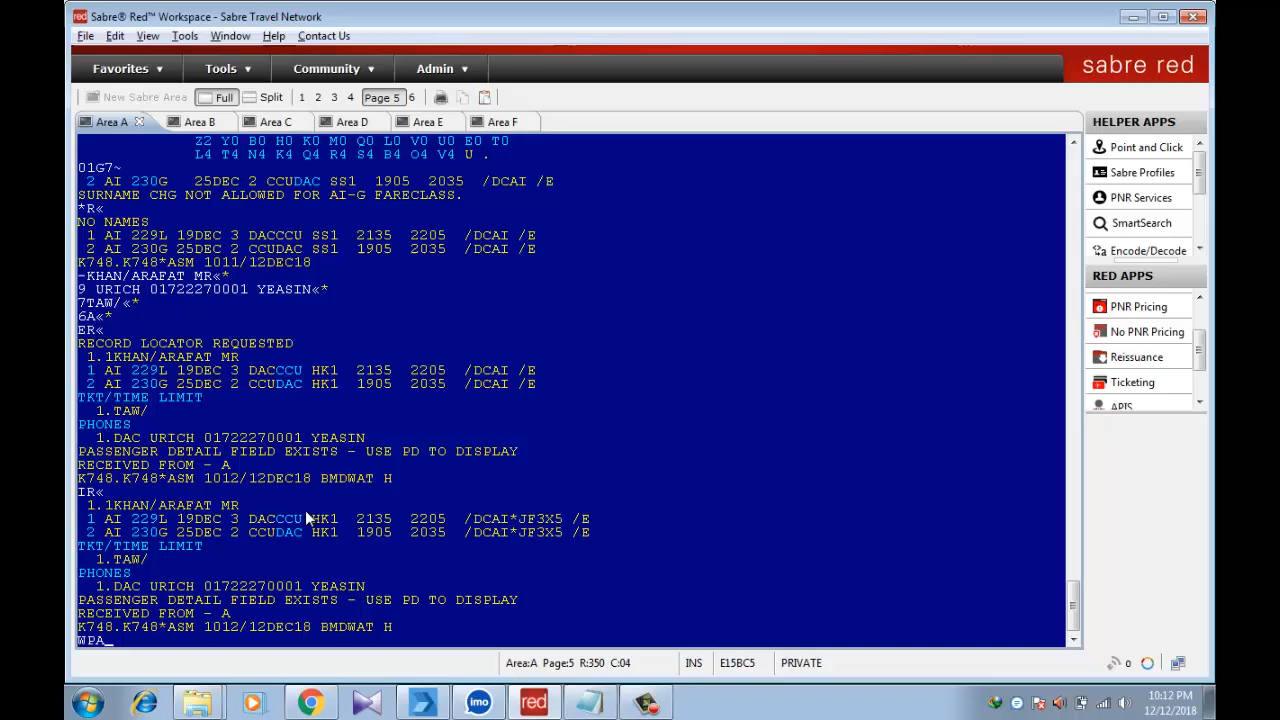 Sabre® Red™ Workspace - Sabre Travel Network
File Edit View Tools Window Help Contact Us
Favorites Tools Community Admin sabre red
New Sabre Area Full Split 1 2 3 4 Page 5 6
Area A Area B Area C Area D Area E Area F
Z2 Y0 B0 H0 K0 M0 Q0 L0 V0 U0 E0 T0
L4 T4 N4 K4 Q4 R4 S4 B4 O4 V4 U .
01G7~
2 AI 230G 25DEC 2 CCUDAC SS1 1905 2035 /DCAI /E
SURNAME CHG NOT ALLOWED FOR AI-G FARECLASS.
*R«
NO NAMES
1 AI 229L 19DEC 3 DACCCU SS1 2135 2205 /DCAI /E
2 AI 230G 25DEC 2 CCUDAC SS1 1905 2035 /DCAI /E
K748.K748*ASM 1011/12DEC18
-KHAN/ARAFAT MR«*
9 URICH 01722270001 YEASIN«*
7TAW/«*
6A«*
ER«
RECORD LOCATOR REQUESTED
1.1KHAN/ARAFAT MR
1 AI 229L 19DEC 3 DACCCU HK1 2135 2205 /DCAI /E
2 AI 230G 25DEC 2 CCUDAC HK1 1905 2035 /DCAI /E
TKT/TIME LIMIT
1.TAW/
PHONES
1.DAC URICH 01722270001 YEASIN
PASSENGER DETAIL FIELD EXISTS - USE PD TO DISPLAY
RECEIVED FROM - A
K748.K748*ASM 1012/12DEC18 BMDWAT H
IR«
1.1KHAN/ARAFAT MR
1 AI 229L 19DEC 3 DACCCU HK1 2135 2205 /DCAI*JF3X5 /E
2 AI 230G 25DEC 2 CCUDAC HK1 1905 2035 /DCAI*JF3X5 /E
TKT/TIME LIMIT
1.TAW/
PHONES
1.DAC URICH 01722270001 YEASIN
PASSENGER DETAIL FIELD EXISTS - USE PD TO DISPLAY
RECEIVED FROM - A
K748.K748*ASM 1012/12DEC18 BMDWAT H
WPA_
HELPER APPS
Point and Click
Sabre Profiles
PNR Services
SmartSearch
Encode/Decode
RED APPS
PNR Pricing
No PNR Pricing
Reissuance
Ticketing
APIS
Area:A Page:5 R:350 C:04 INS E15BC5 PRIVATE 0
imo red
10:12 PM
12/12/2018